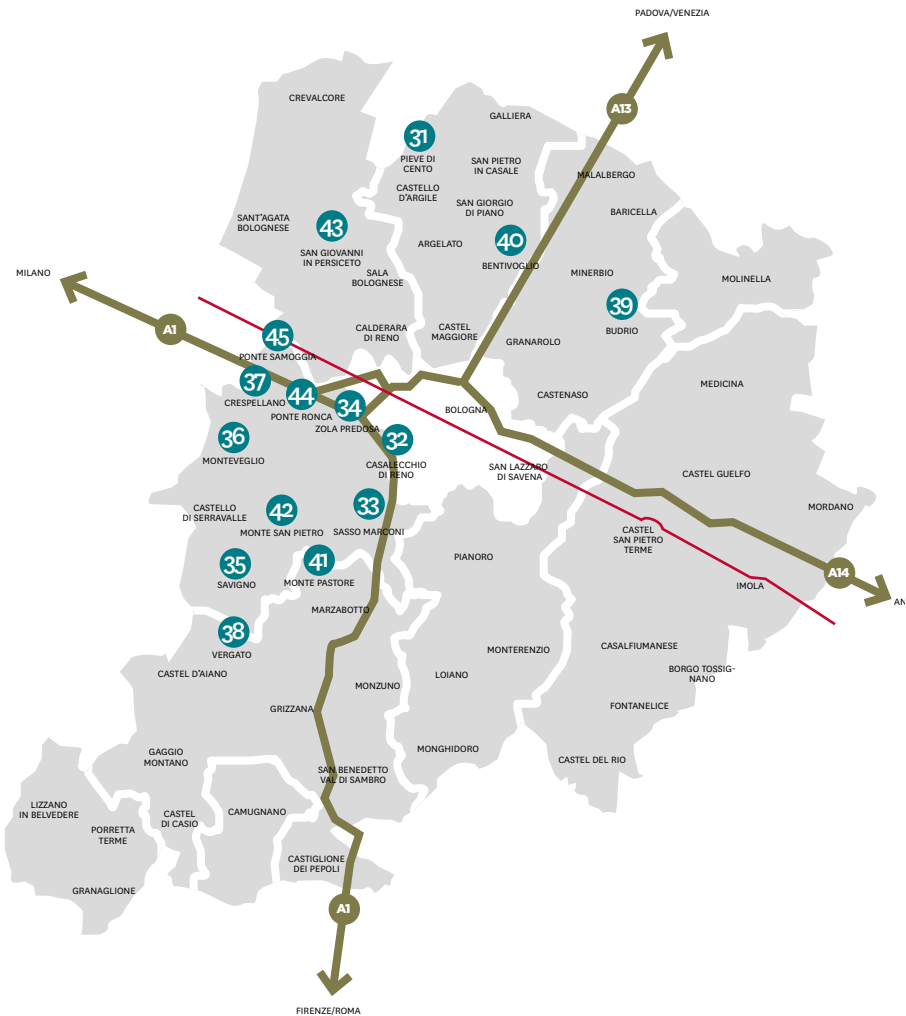 PADOVA/VENEZIA
CREVALCORE
A13
GALLIERA
31
PIEVE DI
CENTO
SAN PIETRO
IN CASALE
MALALBERGO
CASTELLO
D'ARGILE
SAN GIORGIO
DI PIANO
BARICELLA
SANT'AGATA
BOLOGNESE
43
SAN GIOVANNI
IN PERSICETO
ARGELATO
40
BENTIVOGLIO
MILANO
SALA
BOLOGNESE
MINERBIO
MOLINELLA
39
BUDRIO
A1
45
PONTE SAMOGGIA
CALDERARA
DI RENO
CASTEL
MAGGIORE
GRANAROLO
37
CRESPELLANO
44
PONTE RONCA
34
ZOLA PREDOSA
BOLOGNA
CASTENASO
MEDICINA
36
MONTEVEGLIO
32
CASALECCHIO
DI RENO
SAN LAZZARO
DI SAVENA
CASTEL GUELFO
CASTELLO
DI SERRAVALLE
42
MONTE SAN PIETRO
33
SASSO MARCONI
MORDANO
CASTEL
SAN PIETRO
TERME
35
SAVIGNO
41
MONTE PASTORE
PIANORO
A14
IMOLA
AN
MARZABOTTO
38
VERGATO
CASTEL D'AIANO
MONTERENZIO
CASALFIUMANESE
LOIANO
BORGO TOSSIG-
NANO
MONZUNO
GRIZZANA
FONTANELICE
GAGGIO
MONTANO
MONGHIDORO
CASTEL DEL RIO
SAN BENEDETTO
VAL DI SAMBRO
LIZZANO
IN BELVEDERE
PORRETTA
TERME
CASTEL
DI CASIO
CAMUGNANO
CASTIGLIONE
DEI PEPOLI
GRANAGLIONE
A1
FIRENZE/ROMA